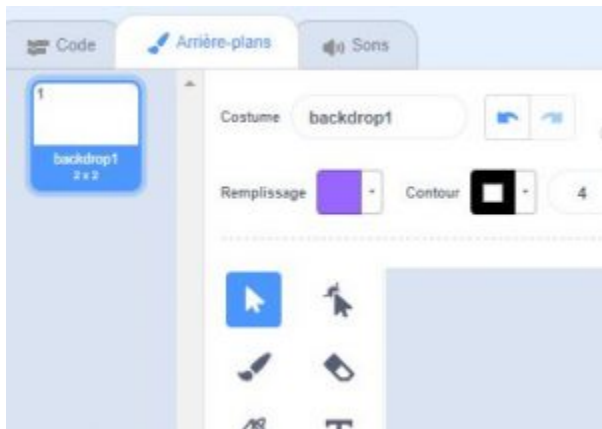 Code Arrière-plans Sons
1
backdrop1
2 x 2
Costume backdrop1
Remplissage Contour 4
T